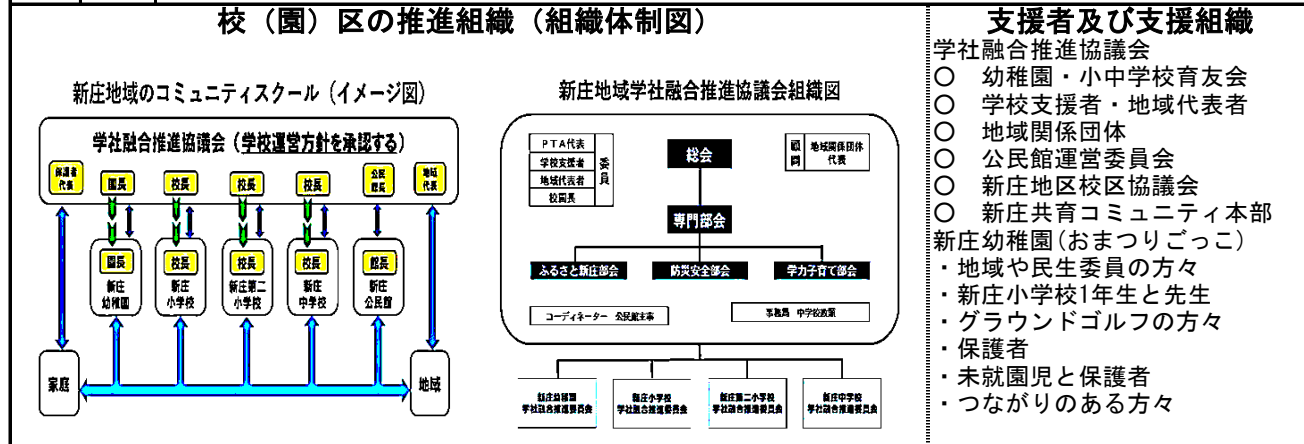 校（園）区の推進組織（組織体制図）
新庄地域のコミュニティスクール（イメージ図）
学社融合推進協議会（学校運営方針を承認する）
保護者
代表
園長
校長
校長
校長
公民
館長
地域
代表
園長
新庄
幼稚園
校長
新庄
小学校
校長
新庄第二
小学校
校長
新庄
中学校
館長
新庄
公民館
家庭
地域
新庄地域学社融合推進協議会組織図
PTA代表
学校支援者
地域代表者
校園長
委員
総会
顧問
地域関係団体
代表
専門部会
ふるさと新庄部会
防災安全部会
学力子育て部会
コーディネーター 公民館主事
事務局 中学校教頭
新庄幼稚園
学社融合推進委員会
新庄小学校
学社融合推進委員会
新庄第二小学校
学社融合推進委員会
新庄中学校
学社融合推進委員会
支援者及び支援組織
学社融合推進協議会
○　幼稚園・小中学校育友会
○　学校支援者・地域代表者
○　地域関係団体
○　公民館運営委員会
○　新庄地区校区協議会
○　新庄共育コミュニティ本部
新庄幼稚園(おまつりごっこ)
・地域や民生委員の方々
・新庄小学校1年生と先生
・グラウンドゴルフの方々
・保護者
・未就園児と保護者
・つながりのある方々